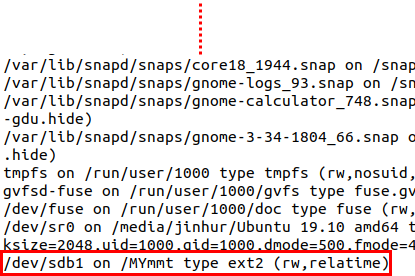 /var/lib/snapd/snaps/core18_1944.snap on /snap
/var/lib/snapd/snaps/gnome-logs_93.snap on /sn
/var/lib/snapd/snaps/gnome-calculator_748.snap
-gdu.hide)
/var/lib/snapd/snaps/gnome-3-34-1804_66.snap o
.hide)
tmpfs on /run/user/1000 type tmpfs (rw,nosuid,
gvfsd-fuse on /run/user/1000/gvfs type fuse.gv
/dev/fuse on /run/user/1000/doc type fuse (rw,
/dev/sr0 on /media/jinhur/Ubuntu 19.10 amd64 t
ksize=2048,uid=1000,gid=1000,dmode=500,fmode=4
/dev/sdb1 on /MYmmt type ext2 (rw,relatime)